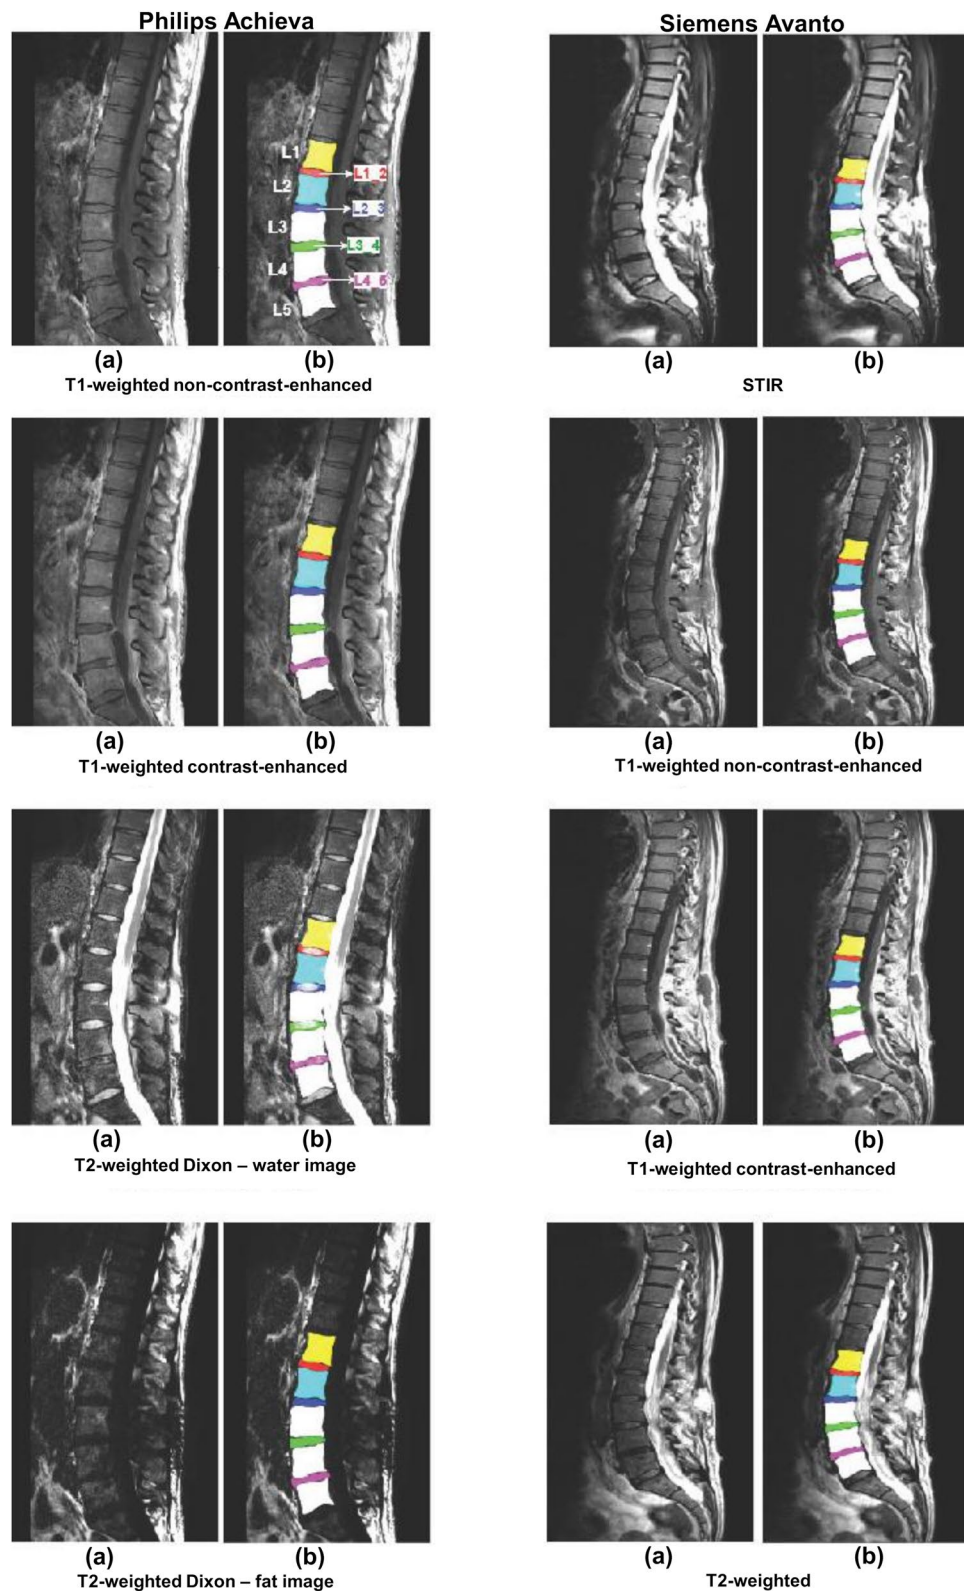 Philips Achieva
Siemens Avanto
L1
L1_2
L2
L2_3
L3
L3_4
L4
L4_5
L5
(a) (b) (a) (b)
T1-weighted non-contrast-enhanced
STIR
(a) (b) (a) (b)
T1-weighted contrast-enhanced
T1-weighted non-contrast-enhanced
(a) (b) (a) (b)
T2-weighted Dixon – water image
T1-weighted contrast-enhanced
(a) (b) (a) (b)
T2-weighted Dixon – fat image
T2-weighted